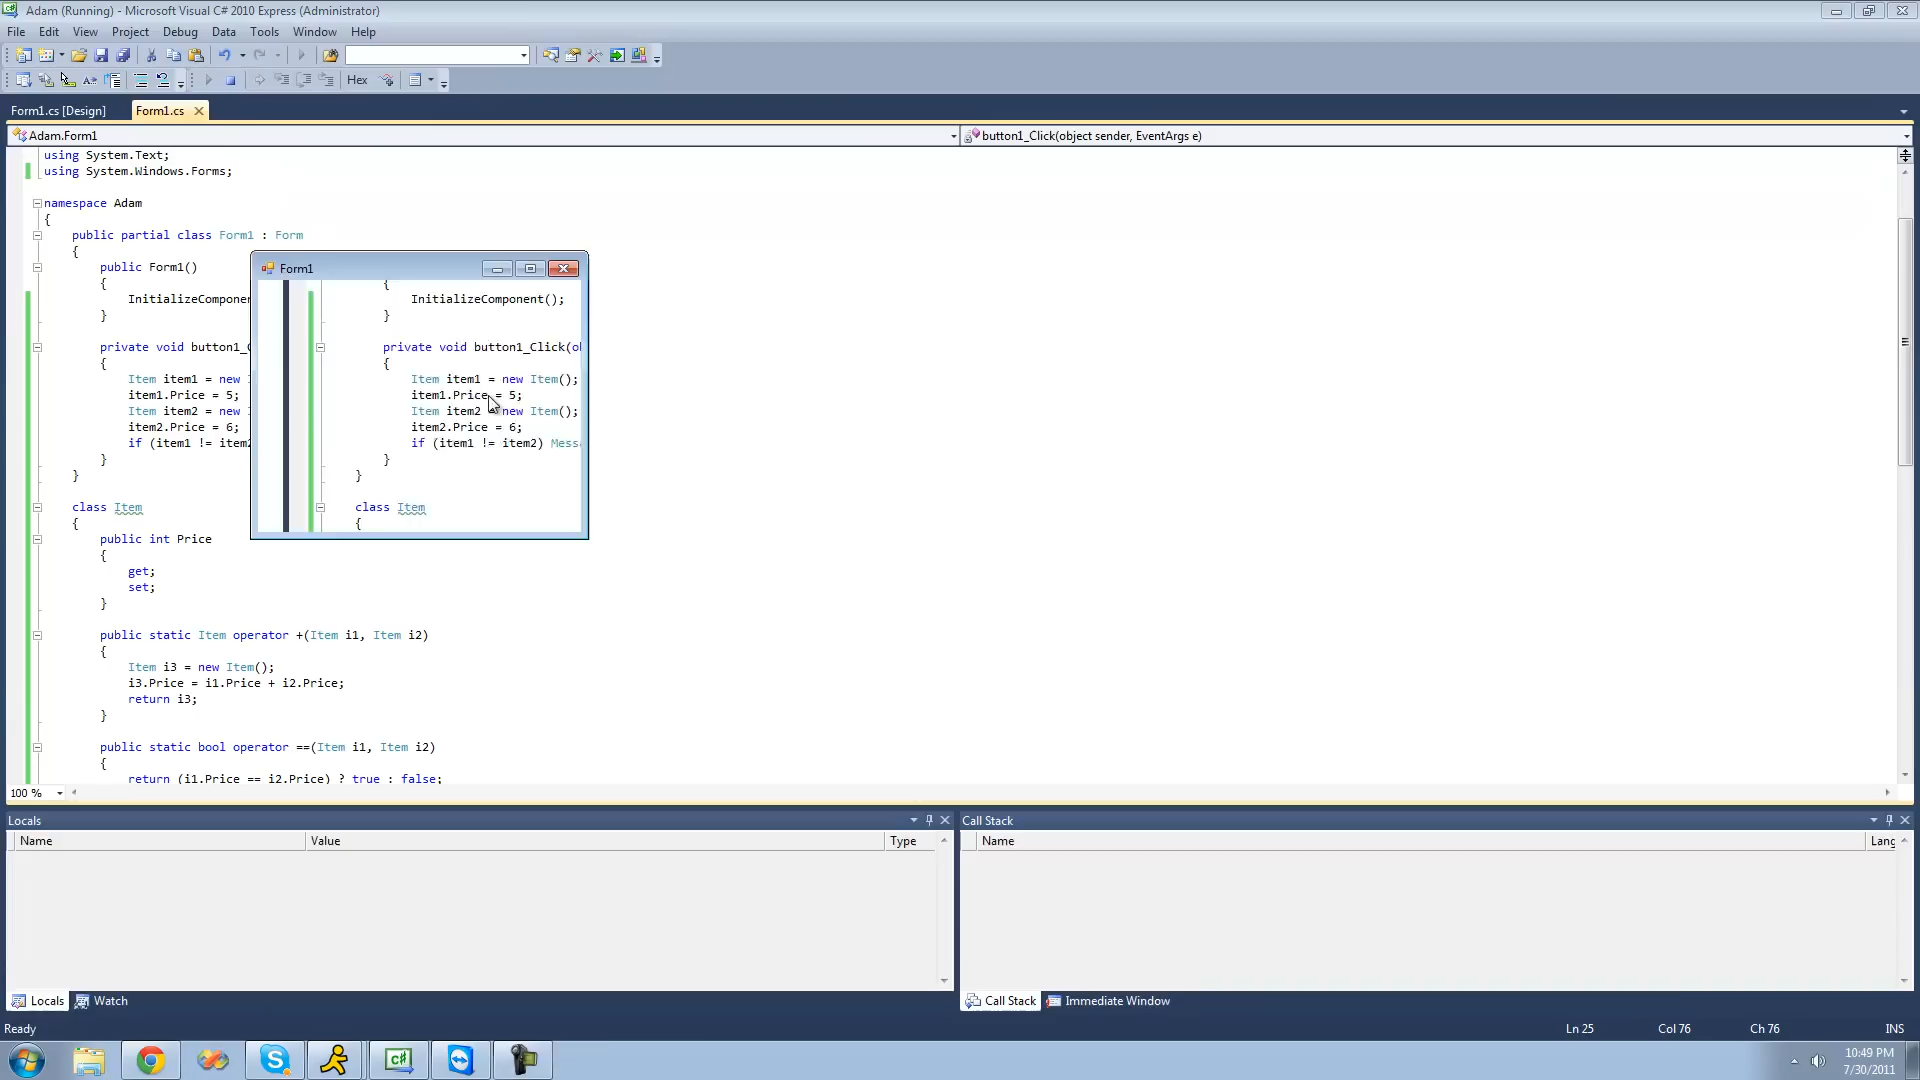 Adam (Running) - Microsoft Visual C# 2010 Express (Administrator)
File Edit View Project Debug Data Tools Window Help
Hex
Form1.cs [Design] Form1.cs
Adam.Form1 button1_Click(object sender, EventArgs e)
using System.Text;
using System.Windows.Forms;
namespace Adam
{
public partial class Form1 : Form
{
public Form1()
{
InitializeComponen
}
private void button1_
{
Item item1 = new
item1.Price = 5;
Item item2 = new
item2.Price = 6;
if (item1 != item2
}
}
Form1
{
InitializeComponent();
}
private void button1_Click(ob
{
Item item1 = new Item();
item1.Price = 5;
Item item2 = new Item();
item2.Price = 6;
if (item1 != item2) Mess
}
}
class Item
{
class Item
{
public int Price
{
get;
set;
}
public static Item operator +(Item i1, Item i2)
{
Item i3 = new Item();
i3.Price = i1.Price + i2.Price;
return i3;
}
public static bool operator ==(Item i1, Item i2)
{
return (i1.Price == i2.Price) ? true : false;
100 %
Locals
Name Value Type
Call Stack
Name Lang
Locals Watch
Call Stack Immediate Window
Ready Ln 25 Col 76 Ch 76 INS
10:49 PM
7/30/2011